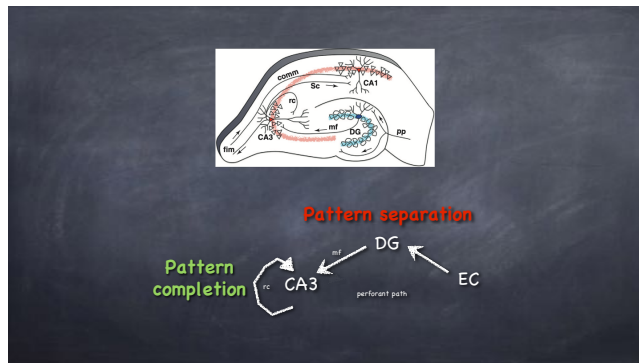 comm
CA1
Sc
rc
CA3
mf
DG
pp
fim
Pattern separation
DG
mf
Pattern
completion
rc
CA3
EC
perforant path